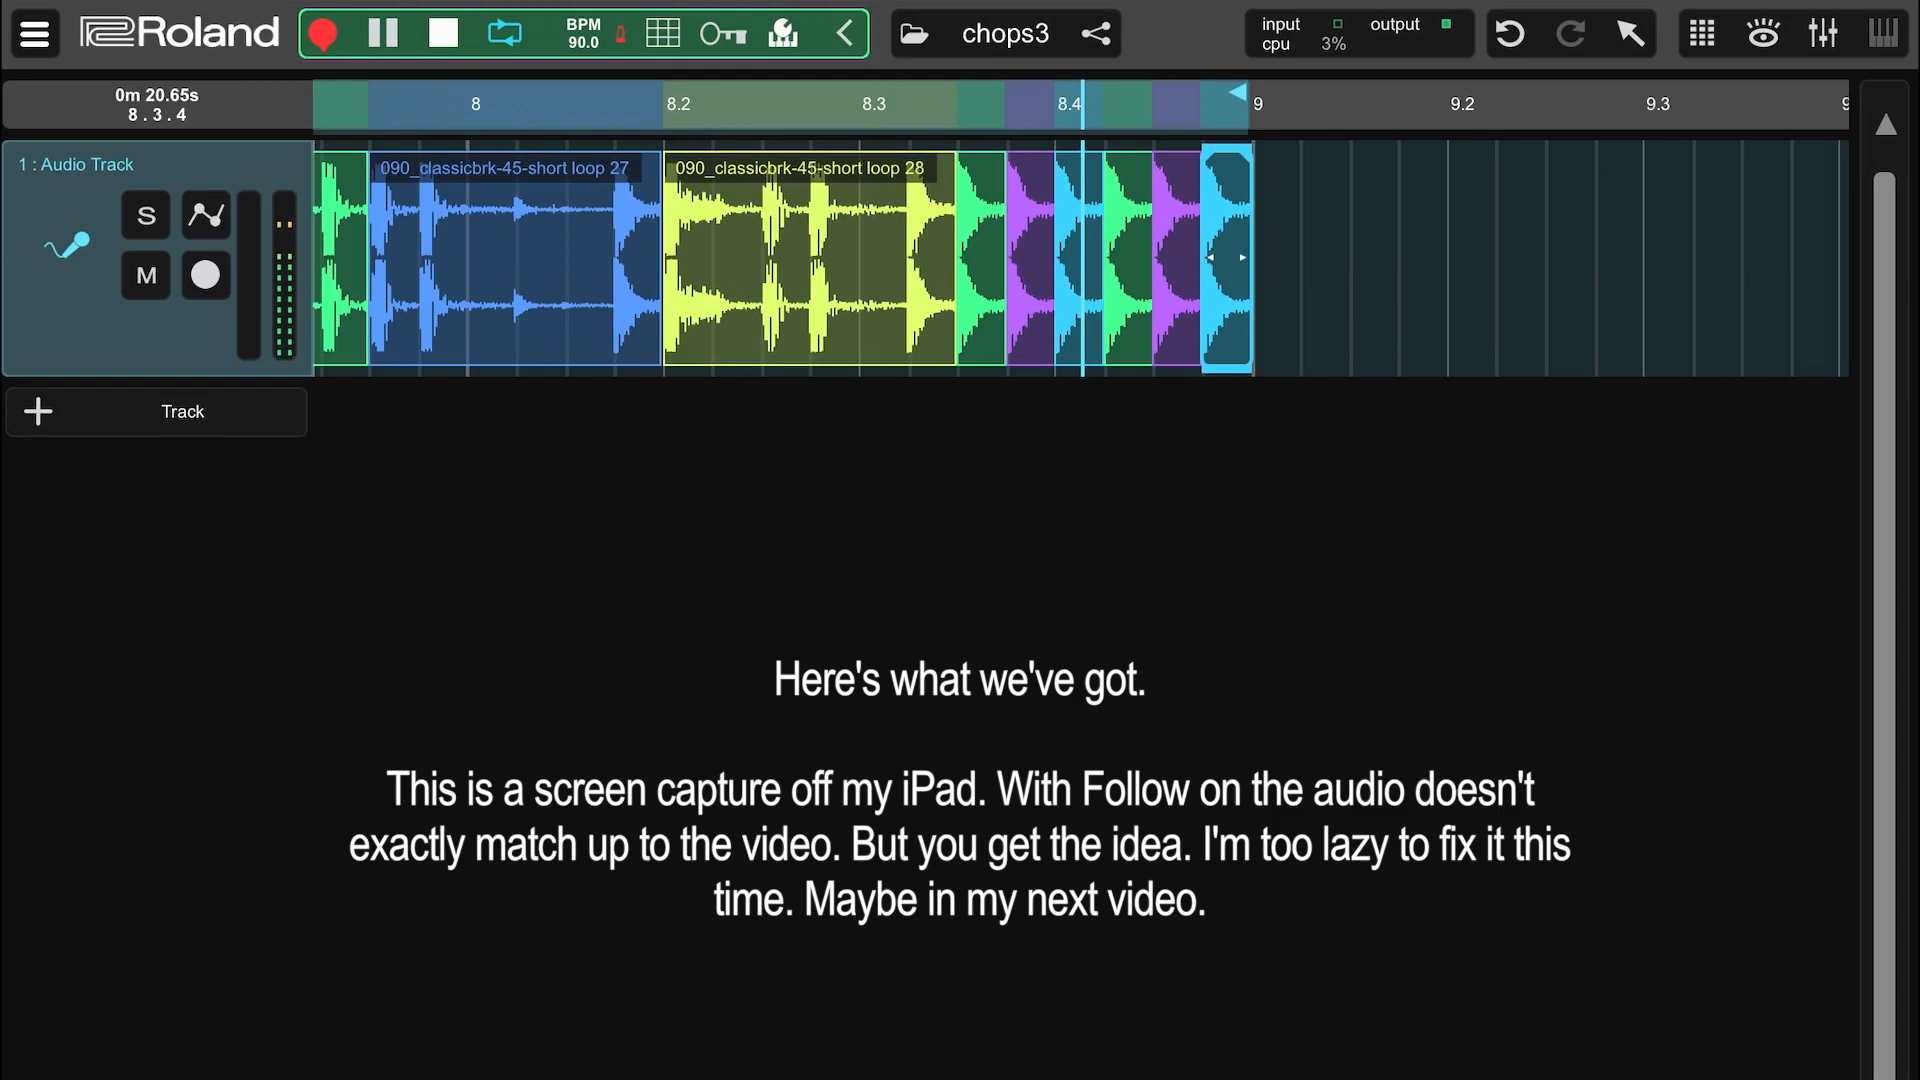 Roland
BPM
90.0
chops3
input
output
cpu
3%
0m 20.65s
8 . 3 . 4
8
8.2
8.3
8.4
9
9.2
9.3
1 : Audio Track
090_classicbrk-45-short loop 27
090_classicbrk-45-short loop 28
S
M
Track
Here's what we've got.
This is a screen capture off my iPad. With Follow on the audio doesn't
exactly match up to the video. But you get the idea. I'm too lazy to fix it this
time. Maybe in my next video.